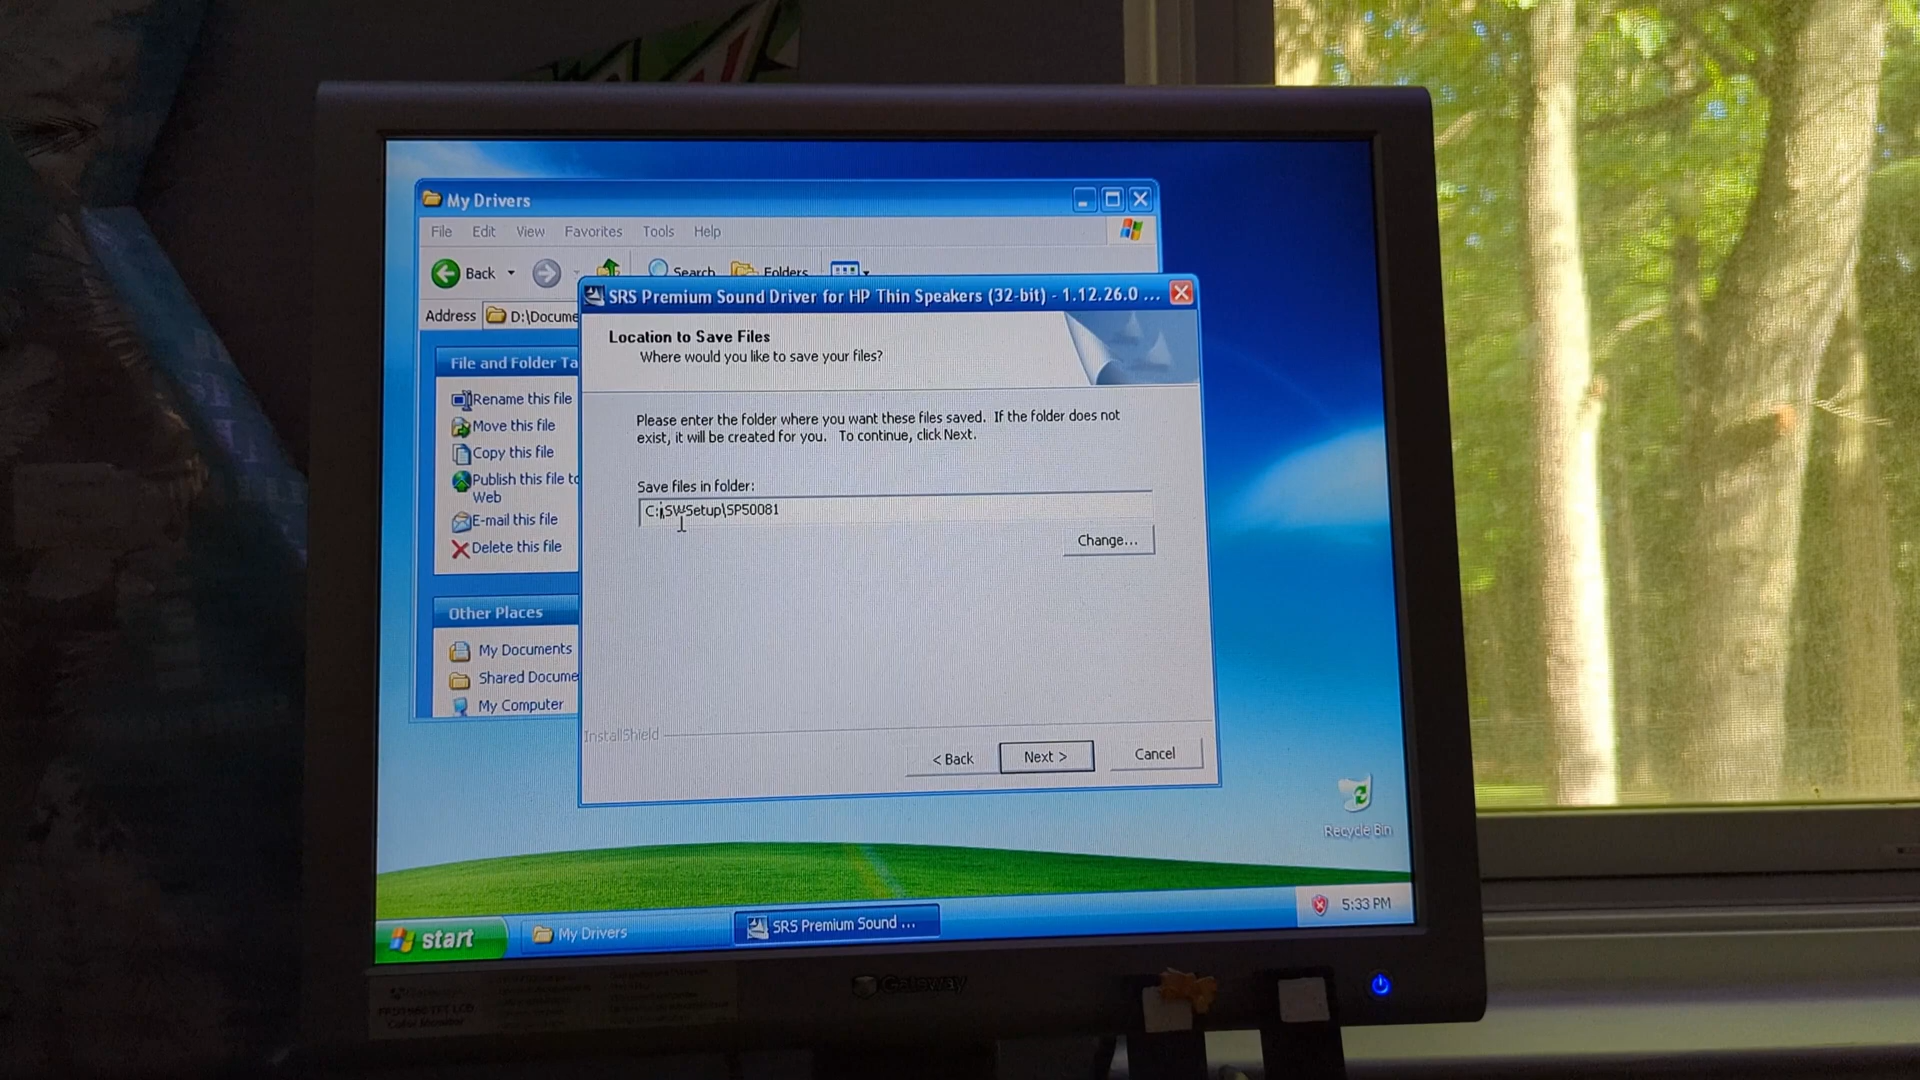 My Drivers
File Edit View Favorites Tools Help
Back Search Folders
Address D:\Docume
File and Folder Ta
Rename this file
Move this file
Copy this file
Publish this file to
Web
E-mail this file
Delete this file
Other Places
My Documents
Shared Docume
My Computer
SRS Premium Sound Driver for HP Thin Speakers (32-bit) - 1.12.26.0 ...
Location to Save Files
Where would you like to save your files?
Please enter the folder where you want these files saved. If the folder does not
exist, it will be created for you. To continue, click Next.
Save files in folder:
C:\SWSetup\SP50081
Change...
InstallShield
< Back Next > Cancel
Recycle Bin
start My Drivers SRS Premium Sound ... 5:33 PM
Gateway
Color Monitor